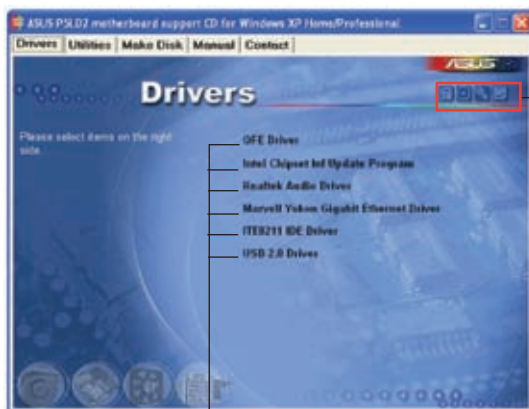 ASUS P5LD2 motherboard support CD for Windows XP Home/Professional
Drivers Utilities Make Disk Manual Contact
ASUS
Drivers
Please select items on the right
side.
QFE Driver
Intel Chipset Inf Update Program
Realtek Audio Driver
Marvell Yukon Gigabit Ethernet Driver
ITE8211 IDE Driver
USB 2.0 Driver